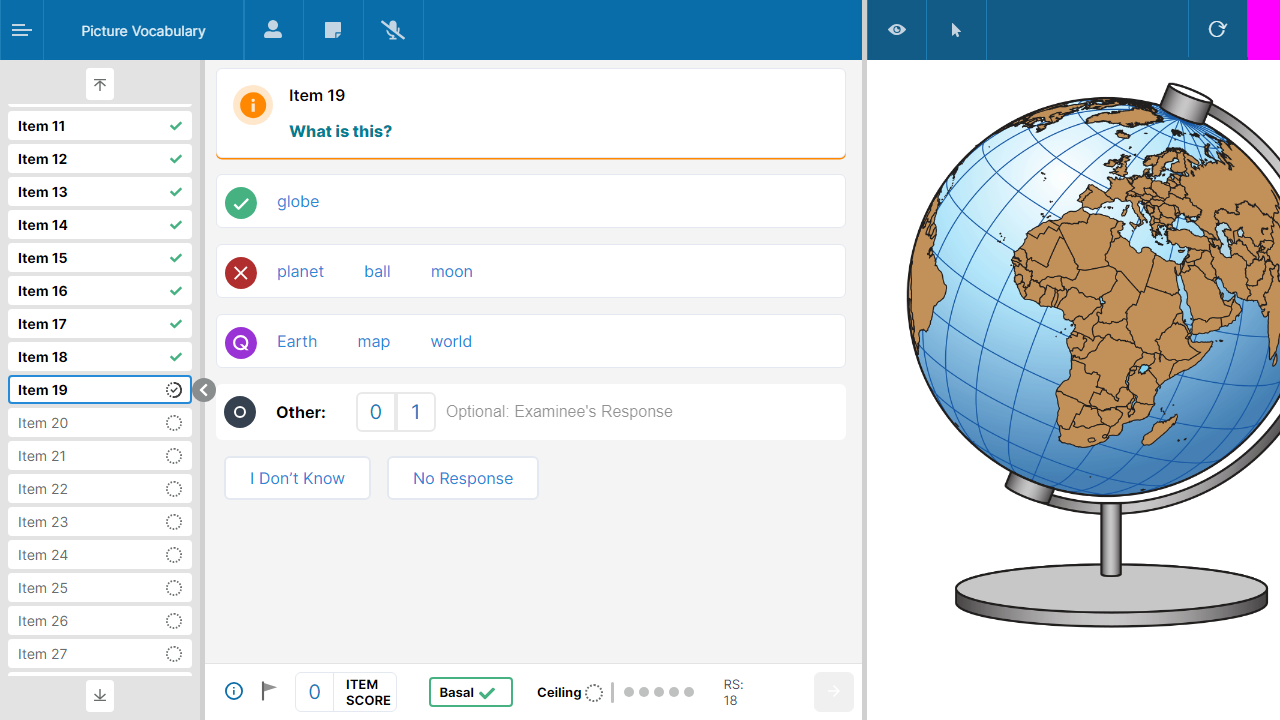 Picture Vocabulary
Item 11
Item 12
Item 13
Item 14
Item 15
Item 16
Item 17
Item 18
Item 19
Item 20
Item 21
Item 22
Item 23
Item 24
Item 25
Item 26
Item 27
Item 19
What is this?
globe
planet ball moon
Q Earth map world
O Other: 0 1 Optional: Examinee's Response
I Don't Know No Response
0 ITEM SCORE Basal Ceiling RS: 18